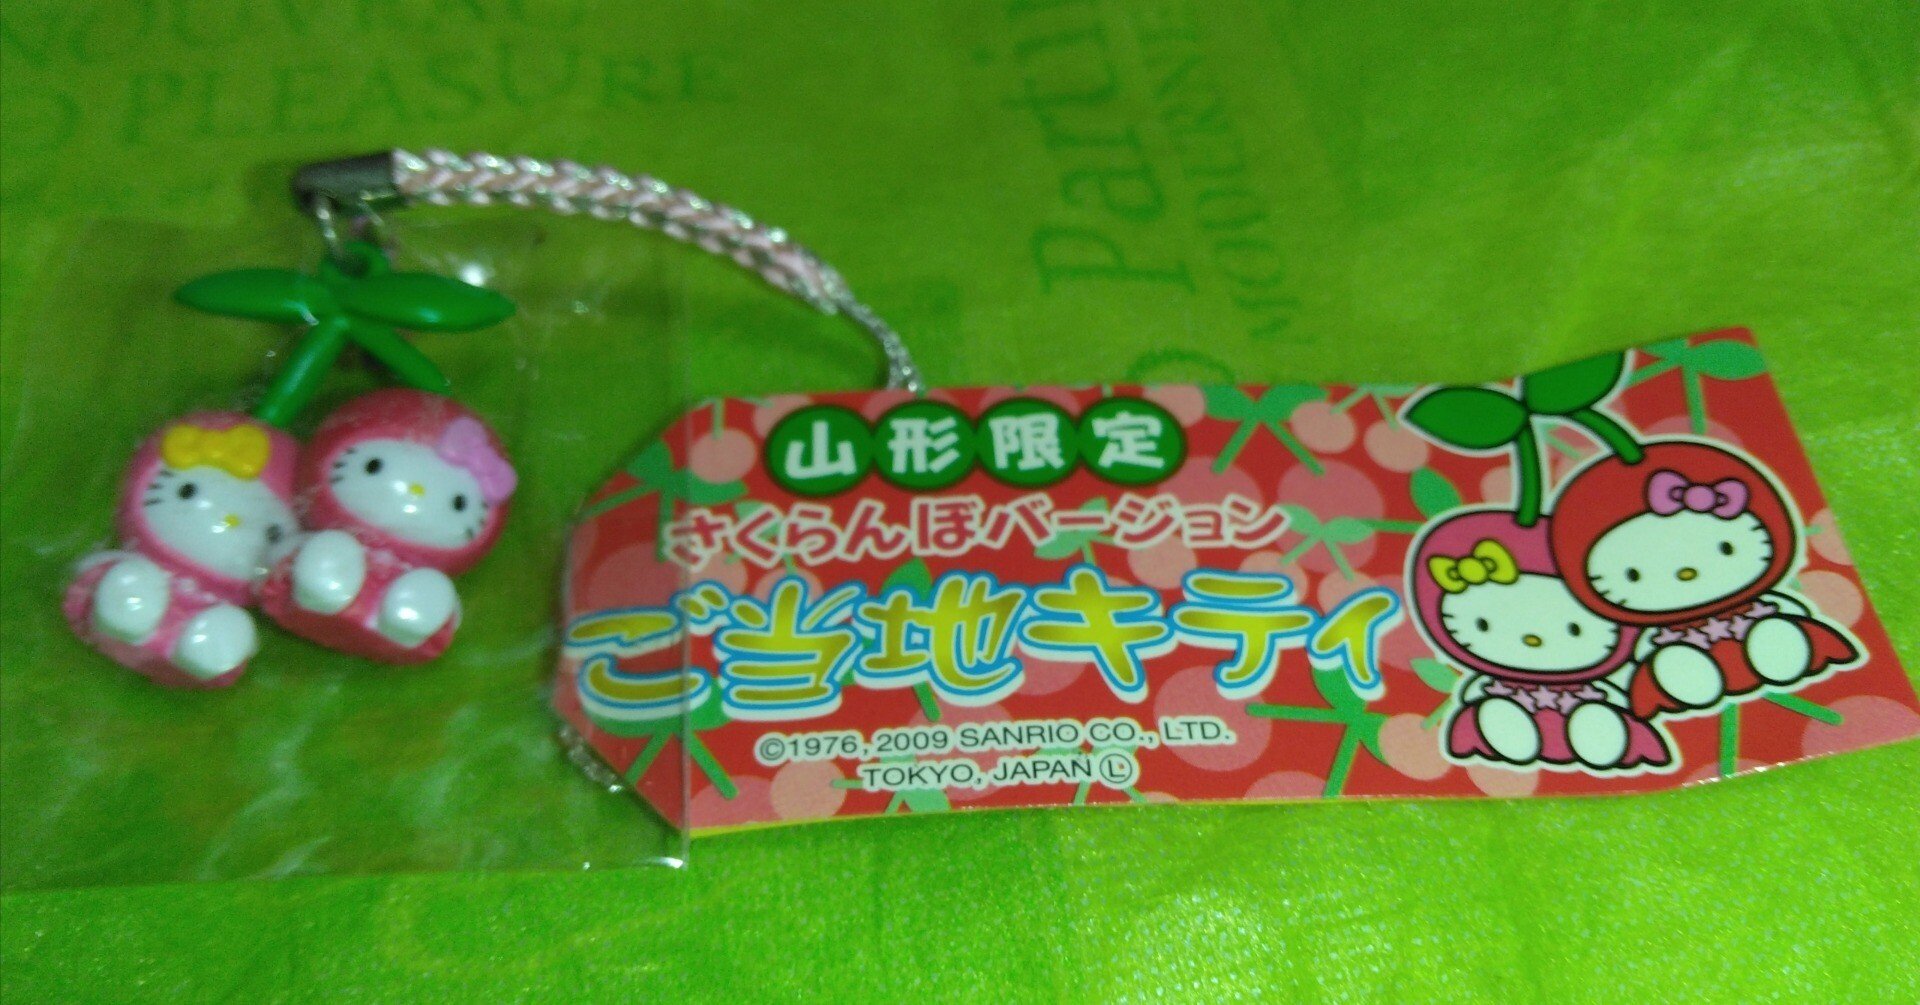 PLEASURE
山形限定
さくらんぼバージョン
ご当地キティ
©1976, 2009 SANRIO CO., LTD.
TOKYO, JAPAN Ⓛ